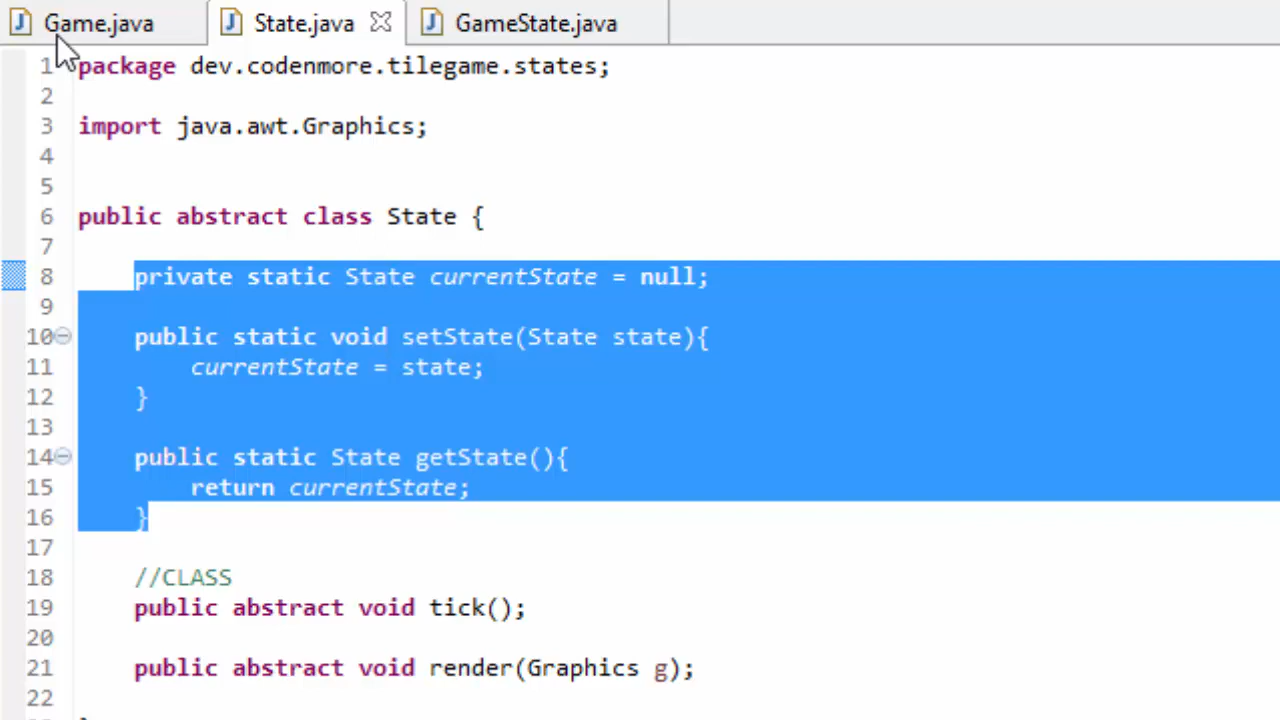 Game.java State.java GameState.java
1 package dev.codenmore.tilegame.states;
2
3 import java.awt.Graphics;
4
5
6 public abstract class State {
7
8 private static State currentState = null;
9
10 public static void setState(State state){
11 currentState = state;
12 }
13
14 public static State getState(){
15 return currentState;
16 }
17
18 //CLASS
19 public abstract void tick();
20
21 public abstract void render(Graphics g);
22